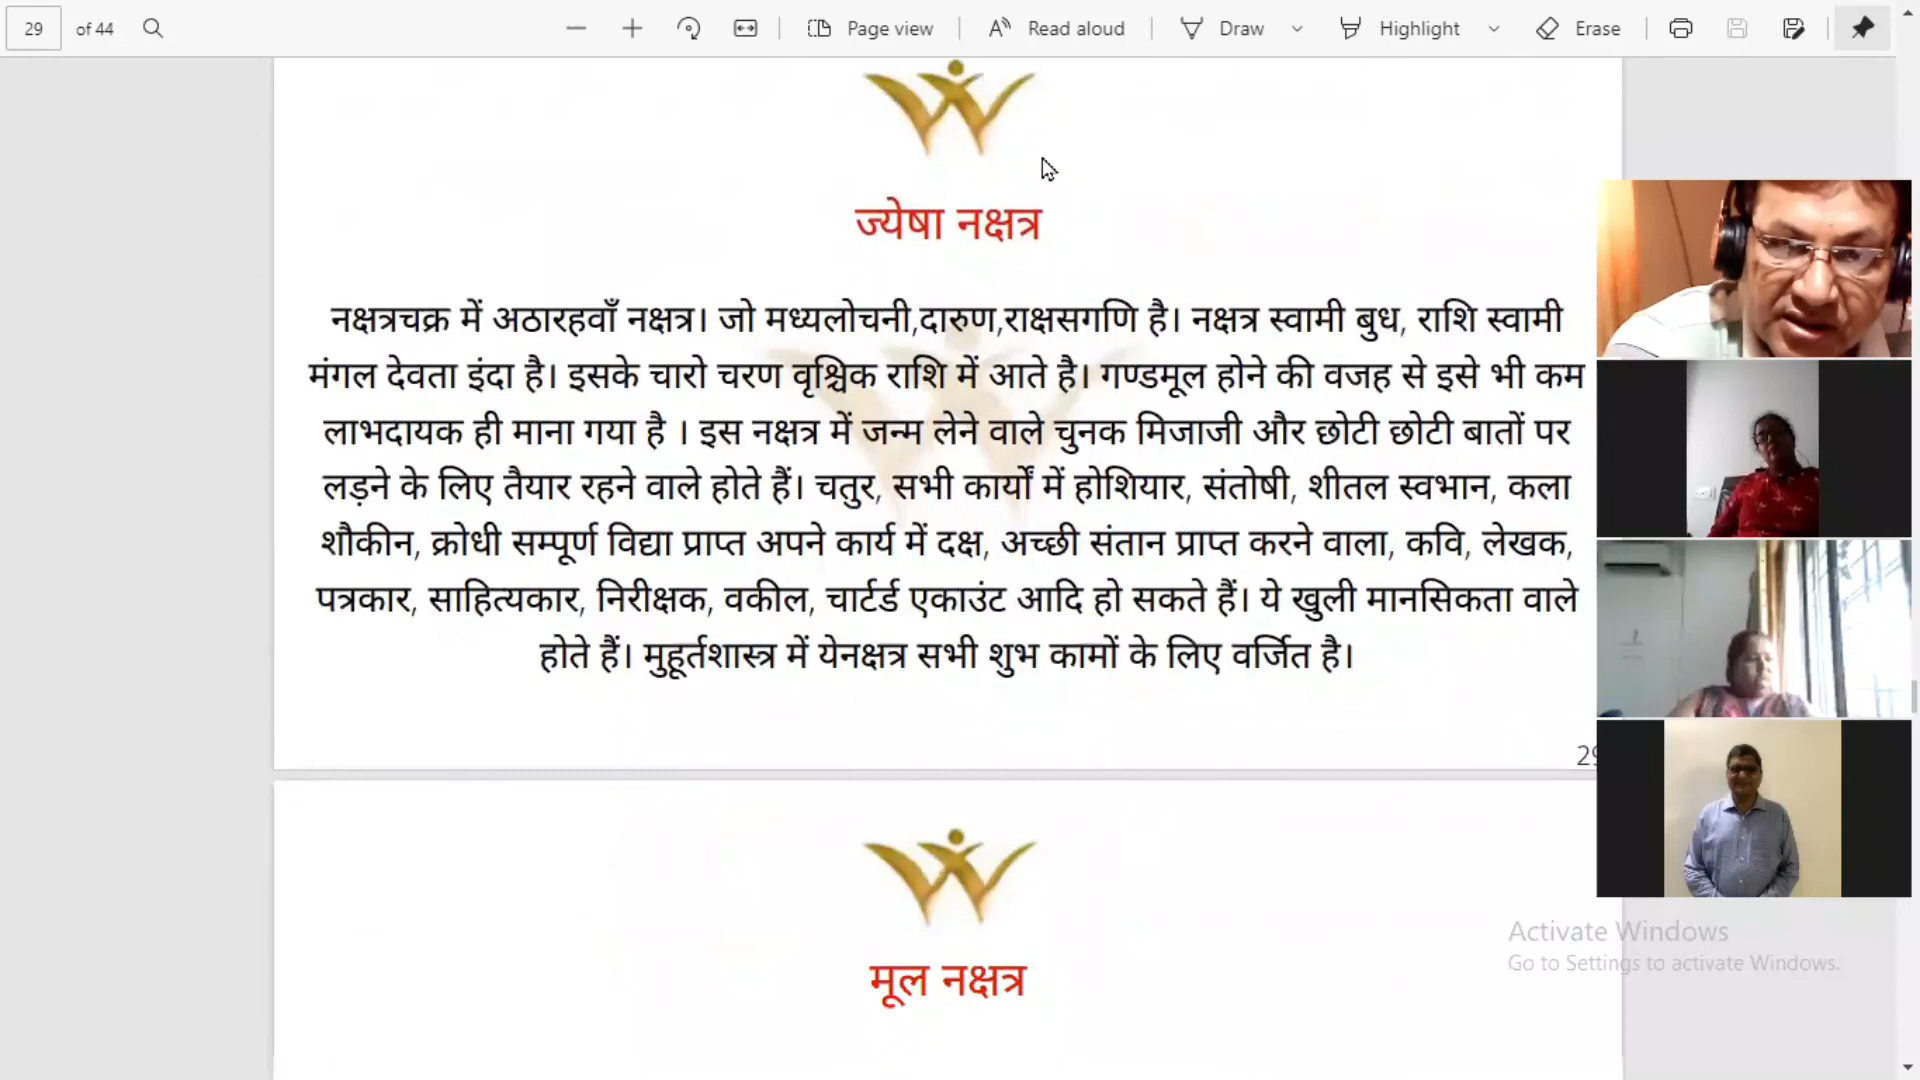 29 of 44 Page view Read aloud Draw Highlight Erase
ज्येषा नक्षत्र
नक्षत्रचक्र में अठारहवाँ नक्षत्र। जो मध्यलोचनी,दारुण,राक्षसगणि है। नक्षत्र स्वामी बुध, राशि स्वामी
मंगल देवता इंदा है। इसके चारो चरण वृश्चिक राशि में आते है। गण्डमूल होने की वजह से इसे भी कम
लाभदायक ही माना गया है । इस नक्षत्र में जन्म लेने वाले चुनक मिजाजी और छोटी छोटी बातों पर
लड़ने के लिए तैयार रहने वाले होते हैं। चतुर, सभी कार्यों में होशियार, संतोषी, शीतल स्वभान, कला
शौकीन, क्रोधी सम्पूर्ण विद्या प्राप्त अपने कार्य में दक्ष, अच्छी संतान प्राप्त करने वाला, कवि, लेखक,
पत्रकार, साहित्यकार, निरीक्षक, वकील, चार्टर्ड एकाउंट आदि हो सकते हैं। ये खुली मानसिकता वाले
होते हैं। मुहूर्तशास्त्र में येनक्षत्र सभी शुभ कामों के लिए वर्जित है।
29
मूल नक्षत्र
Activate Windows
Go to Settings to activate Windows.